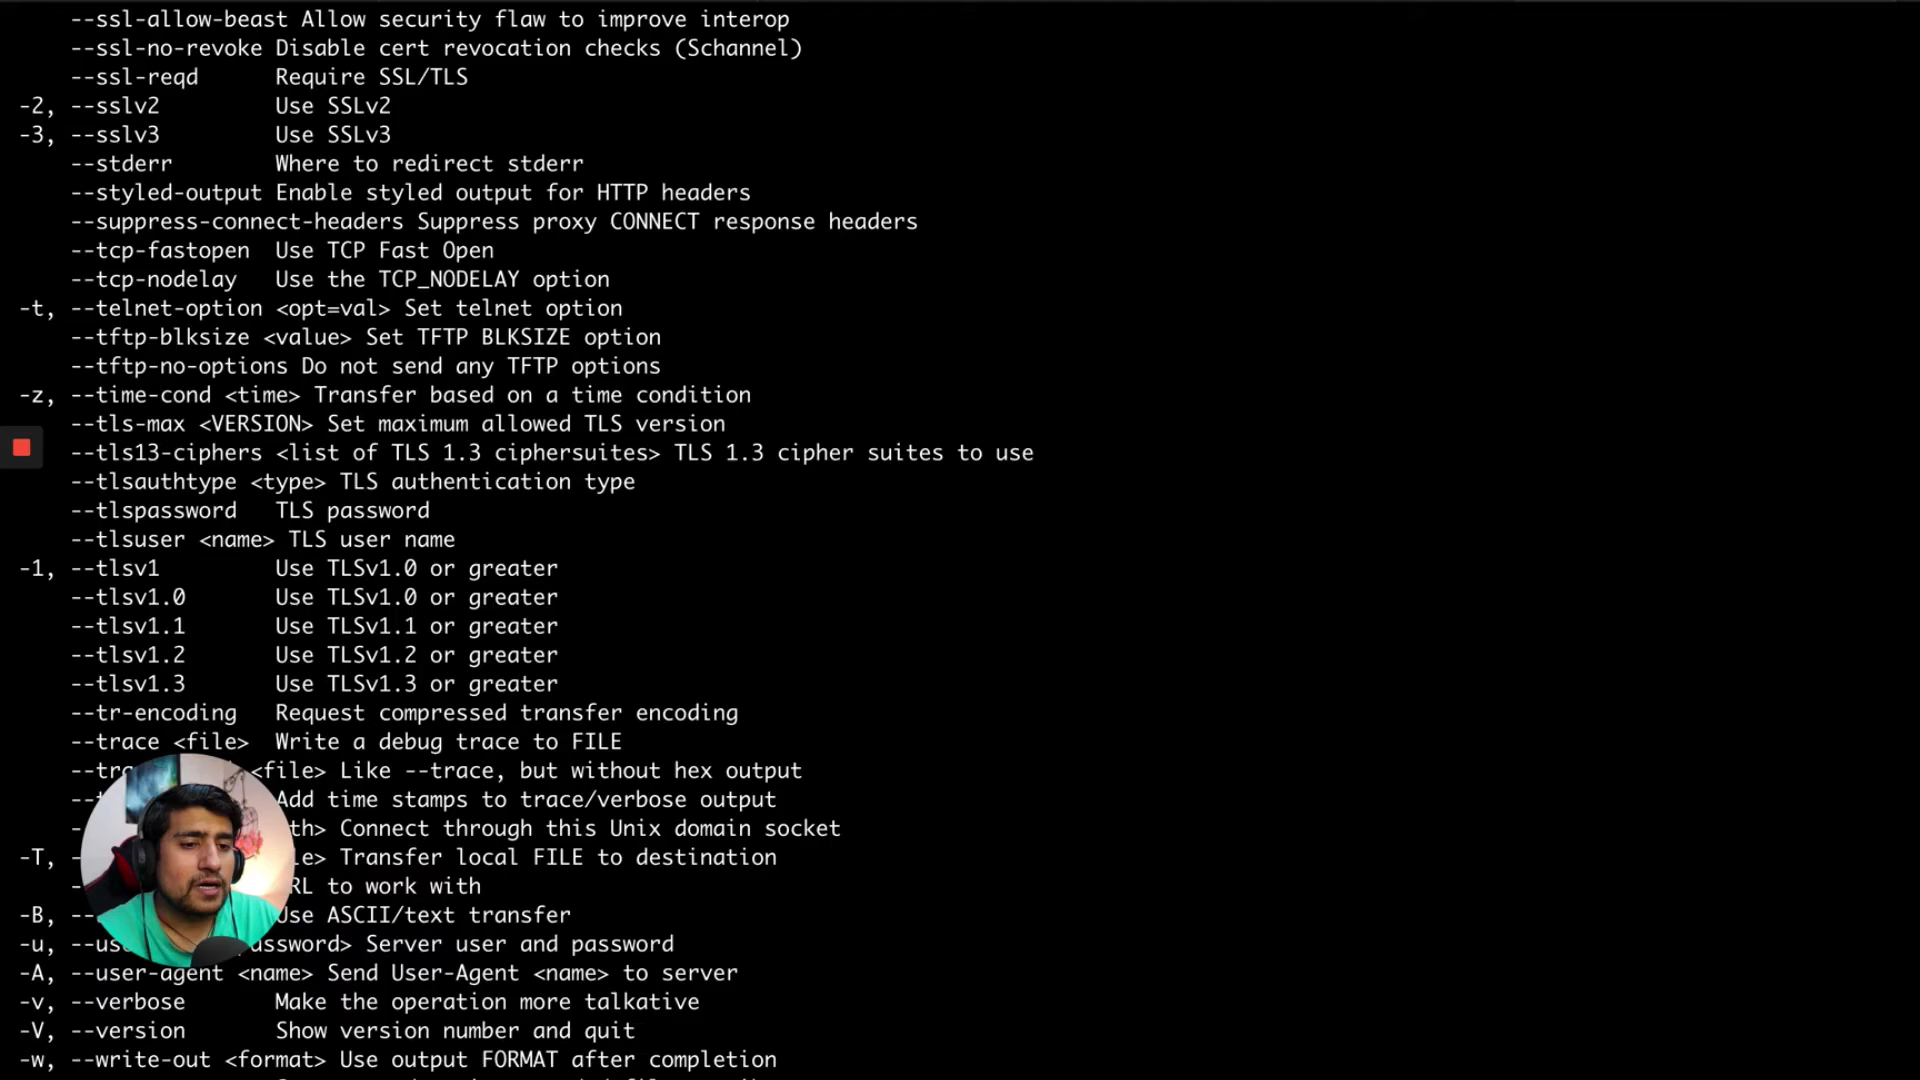 --ssl-allow-beast Allow security flaw to improve interop
--ssl-no-revoke Disable cert revocation checks (Schannel)
--ssl-reqd Require SSL/TLS
-2, --sslv2 Use SSLv2
-3, --sslv3 Use SSLv3
--stderr Where to redirect stderr
--styled-output Enable styled output for HTTP headers
--suppress-connect-headers Suppress proxy CONNECT response headers
--tcp-fastopen Use TCP Fast Open
--tcp-nodelay Use the TCP_NODELAY option
-t, --telnet-option <opt=val> Set telnet option
--tftp-blksize <value> Set TFTP BLKSIZE option
--tftp-no-options Do not send any TFTP options
-z, --time-cond <time> Transfer based on a time condition
--tls-max <VERSION> Set maximum allowed TLS version
--tls13-ciphers <list of TLS 1.3 ciphersuites> TLS 1.3 cipher suites to use
--tlsauthtype <type> TLS authentication type
--tlspassword TLS password
--tlsuser <name> TLS user name
-1, --tlsv1 Use TLSv1.0 or greater
--tlsv1.0 Use TLSv1.0 or greater
--tlsv1.1 Use TLSv1.1 or greater
--tlsv1.2 Use TLSv1.2 or greater
--tlsv1.3 Use TLSv1.3 or greater
--tr-encoding Request compressed transfer encoding
--trace <file> Write a debug trace to FILE
<file> Like --trace, but without hex output
Add time stamps to trace/verbose output
Connect through this Unix domain socket
-T, Transfer local FILE to destination
to work with
-B, Use ASCII/text transfer
-u, Server user and password
-A, --user-agent <name> Send User-Agent <name> to server
-v, --verbose Make the operation more talkative
-V, --version Show version number and quit
-w, --write-out <format> Use output FORMAT after completion